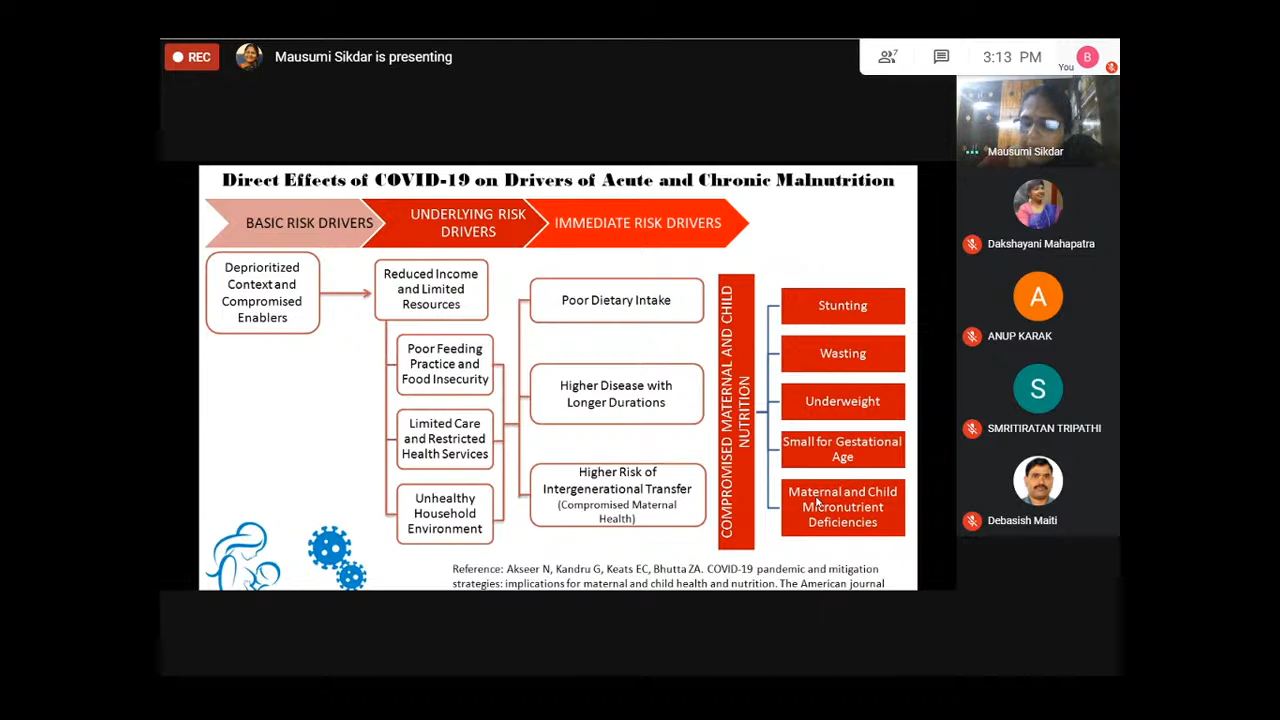 REC
Mausumi Sikdar is presenting
7
3:13 PM
You
B
Mausumi Sikdar
Dakshayani Mahapatra
A
ANUP KARAK
S
SMRITIRATAN TRIPATHI
Debasish Maiti
Direct Effects of COVID-19 on Drivers of Acute and Chronic Malnutrition
BASIC RISK DRIVERS
UNDERLYING RISK
DRIVERS
IMMEDIATE RISK DRIVERS
Deprioritized
Context and
Compromised
Enablers
Reduced Income
and Limited
Resources
Poor Feeding
Practice and
Food Insecurity
Limited Care
and Restricted
Health Services
Unhealthy
Household
Environment
Poor Dietary Intake
Higher Disease with
Longer Durations
Higher Risk of
Intergenerational Transfer
(Compromised Maternal
Health)
COMPROMISED MATERNAL AND CHILD
NUTRITION
Stunting
Wasting
Underweight
Small for Gestational
Age
Maternal and Child
Micronutrient
Deficiencies
Reference: Akseer N, Kandru G, Keats EC, Bhutta ZA. COVID-19 pandemic and mitigation
strategies: implications for maternal and child health and nutrition. The American journal